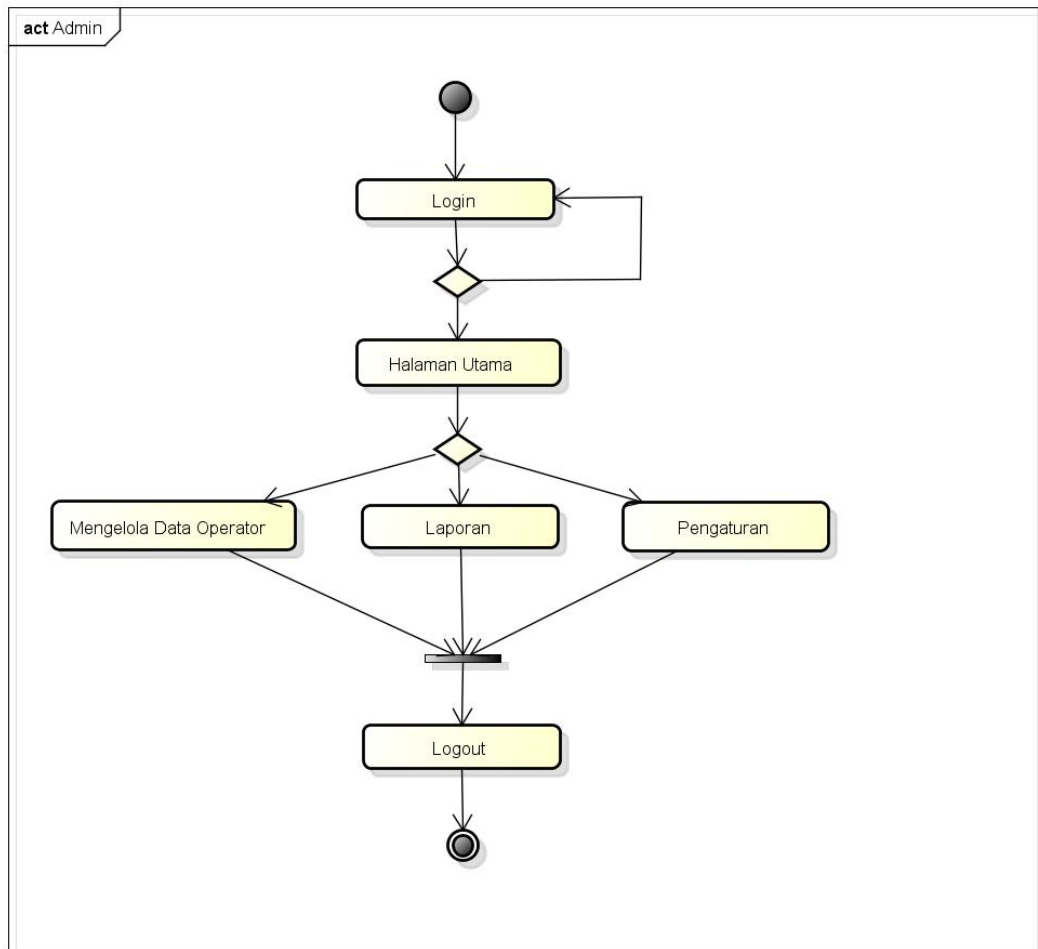 act Admin
Login
Halaman Utama
Mengelola Data Operator
Laporan
Pengaturan
Logout